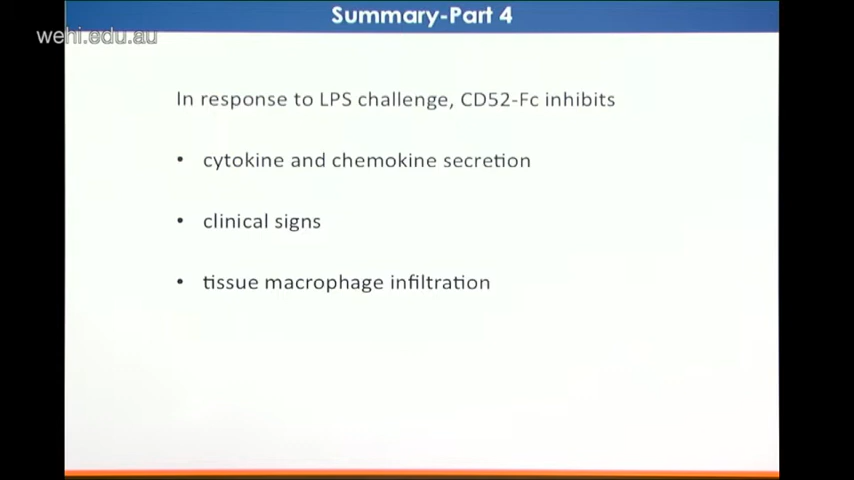 Summary-Part 4
wehi.edu.au
In response to LPS challenge, CD52-Fc inhibits
• cytokine and chemokine secretion
• clinical signs
• tissue macrophage infiltration